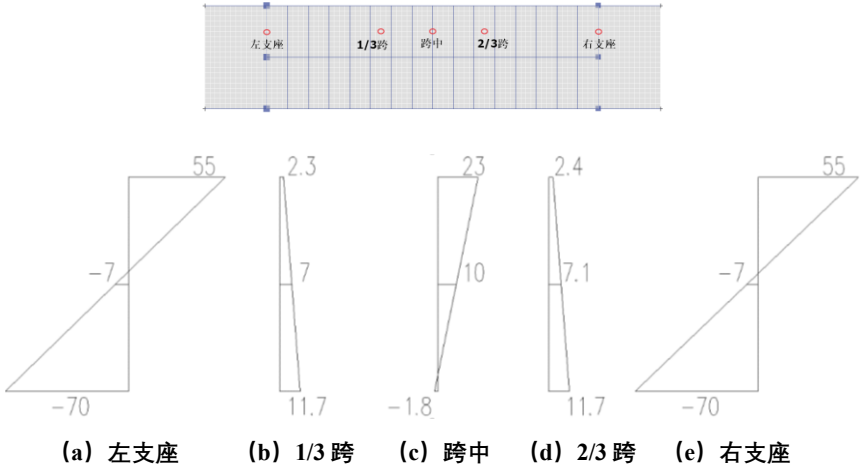 左支座 1/3跨 跨中 2/3跨 右支座
55 2.3 23 2.4 55
-7 7 10 7.1 -7
-70 11.7 -1.8 11.7 -70
(a) 左支座 (b) 1/3 跨 (c) 跨中 (d) 2/3 跨 (e) 右支座